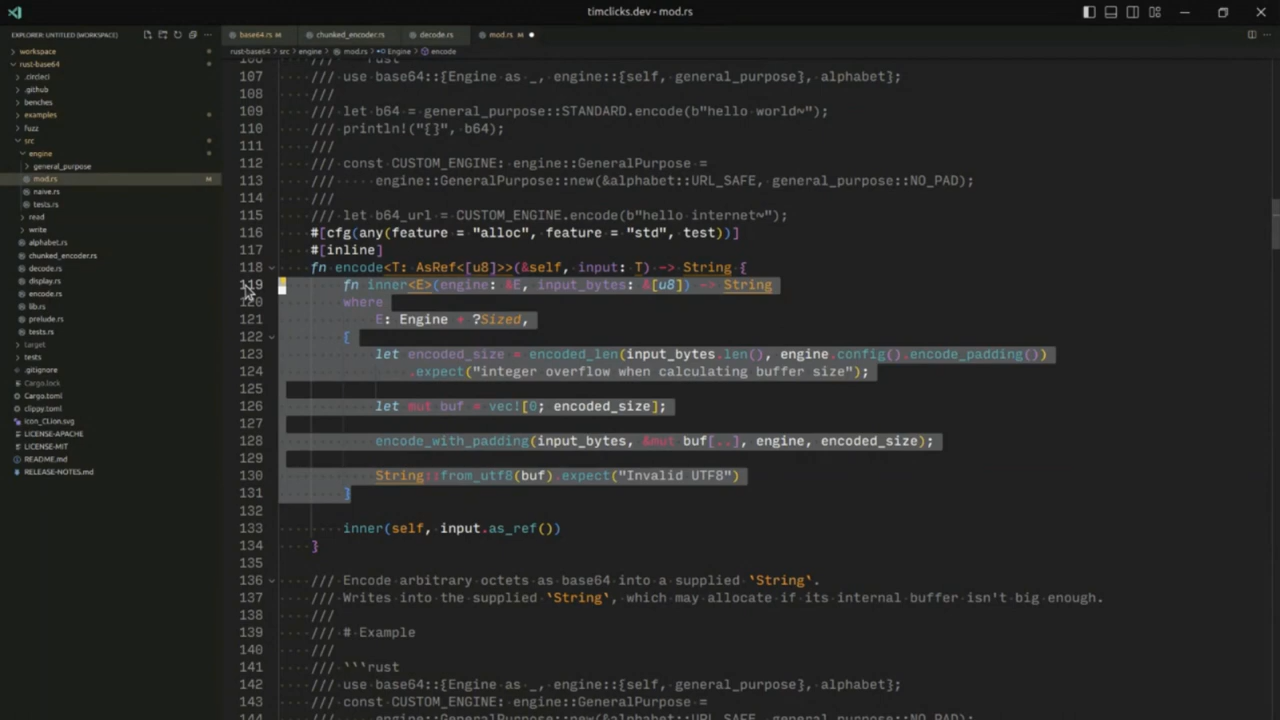 timclicks.dev - mod.rs
EXPLORER: UNTITLED (WORKSPACE)
workspace
rust-base64
.circleci
.github
benches
examples
fuzz
src
engine
general_purpose
mod.rs M
naive.rs
tests.rs
read
write
alphabet.rs
chunked_encoder.rs
decode.rs
display.rs
encode.rs
lib.rs
prelude.rs
tests.rs
target
tests
.gitignore
Cargo.lock
Cargo.toml
clippy.toml
icon_CLion.svg
LICENSE-APACHE
LICENSE-MIT
README.md
RELEASE-NOTES.md
base64.rs M chunked_encoder.rs decode.rs mod.rs M
rust-base64 > src > engine > mod.rs > Engine > encode
106 /// ```rust
107 /// use base64::{Engine as _, engine::{self, general_purpose}, alphabet};
108 ///
109 /// let b64 = general_purpose::STANDARD.encode(b"hello world~");
110 /// println!("{}", b64);
111 ///
112 /// const CUSTOM_ENGINE: engine::GeneralPurpose =
113 ///     engine::GeneralPurpose::new(&alphabet::URL_SAFE, general_purpose::NO_PAD);
114 ///
115 /// let b64_url = CUSTOM_ENGINE.encode(b"hello internet~");
116 #[cfg(any(feature = "alloc", feature = "std", test))]
117 #[inline]
118 fn encode<T: AsRef<[u8]>>(&self, input: T) -> String {
119 fn inner<E>(engine: &E, input_bytes: &[u8]) -> String
120 where
121 E: Engine + ?Sized,
122 {
123 let encoded_size = encoded_len(input_bytes.len(), engine.config().encode_padding())
124 .expect("integer overflow when calculating buffer size");
125
126 let mut buf = vec![0; encoded_size];
127
128 encode_with_padding(input_bytes, &mut buf[..], engine, encoded_size);
129
130 String::from_utf8(buf).expect("Invalid UTF8")
131 }
132
133 inner(self, input.as_ref())
134 }
135
136 /// Encode arbitrary octets as base64 into a supplied `String`.
137 /// Writes into the supplied `String`, which may allocate if its internal buffer isn't big enough.
138 ///
139 /// # Example
140 ///
141 /// ```rust
142 /// use base64::{Engine as _, engine::{self, general_purpose}, alphabet};
143 /// const CUSTOM_ENGINE: engine::GeneralPurpose =
144 /// engine::GeneralPurpose::new(&alphabet::URL_SAFE, general_purpose::NO_PAD);